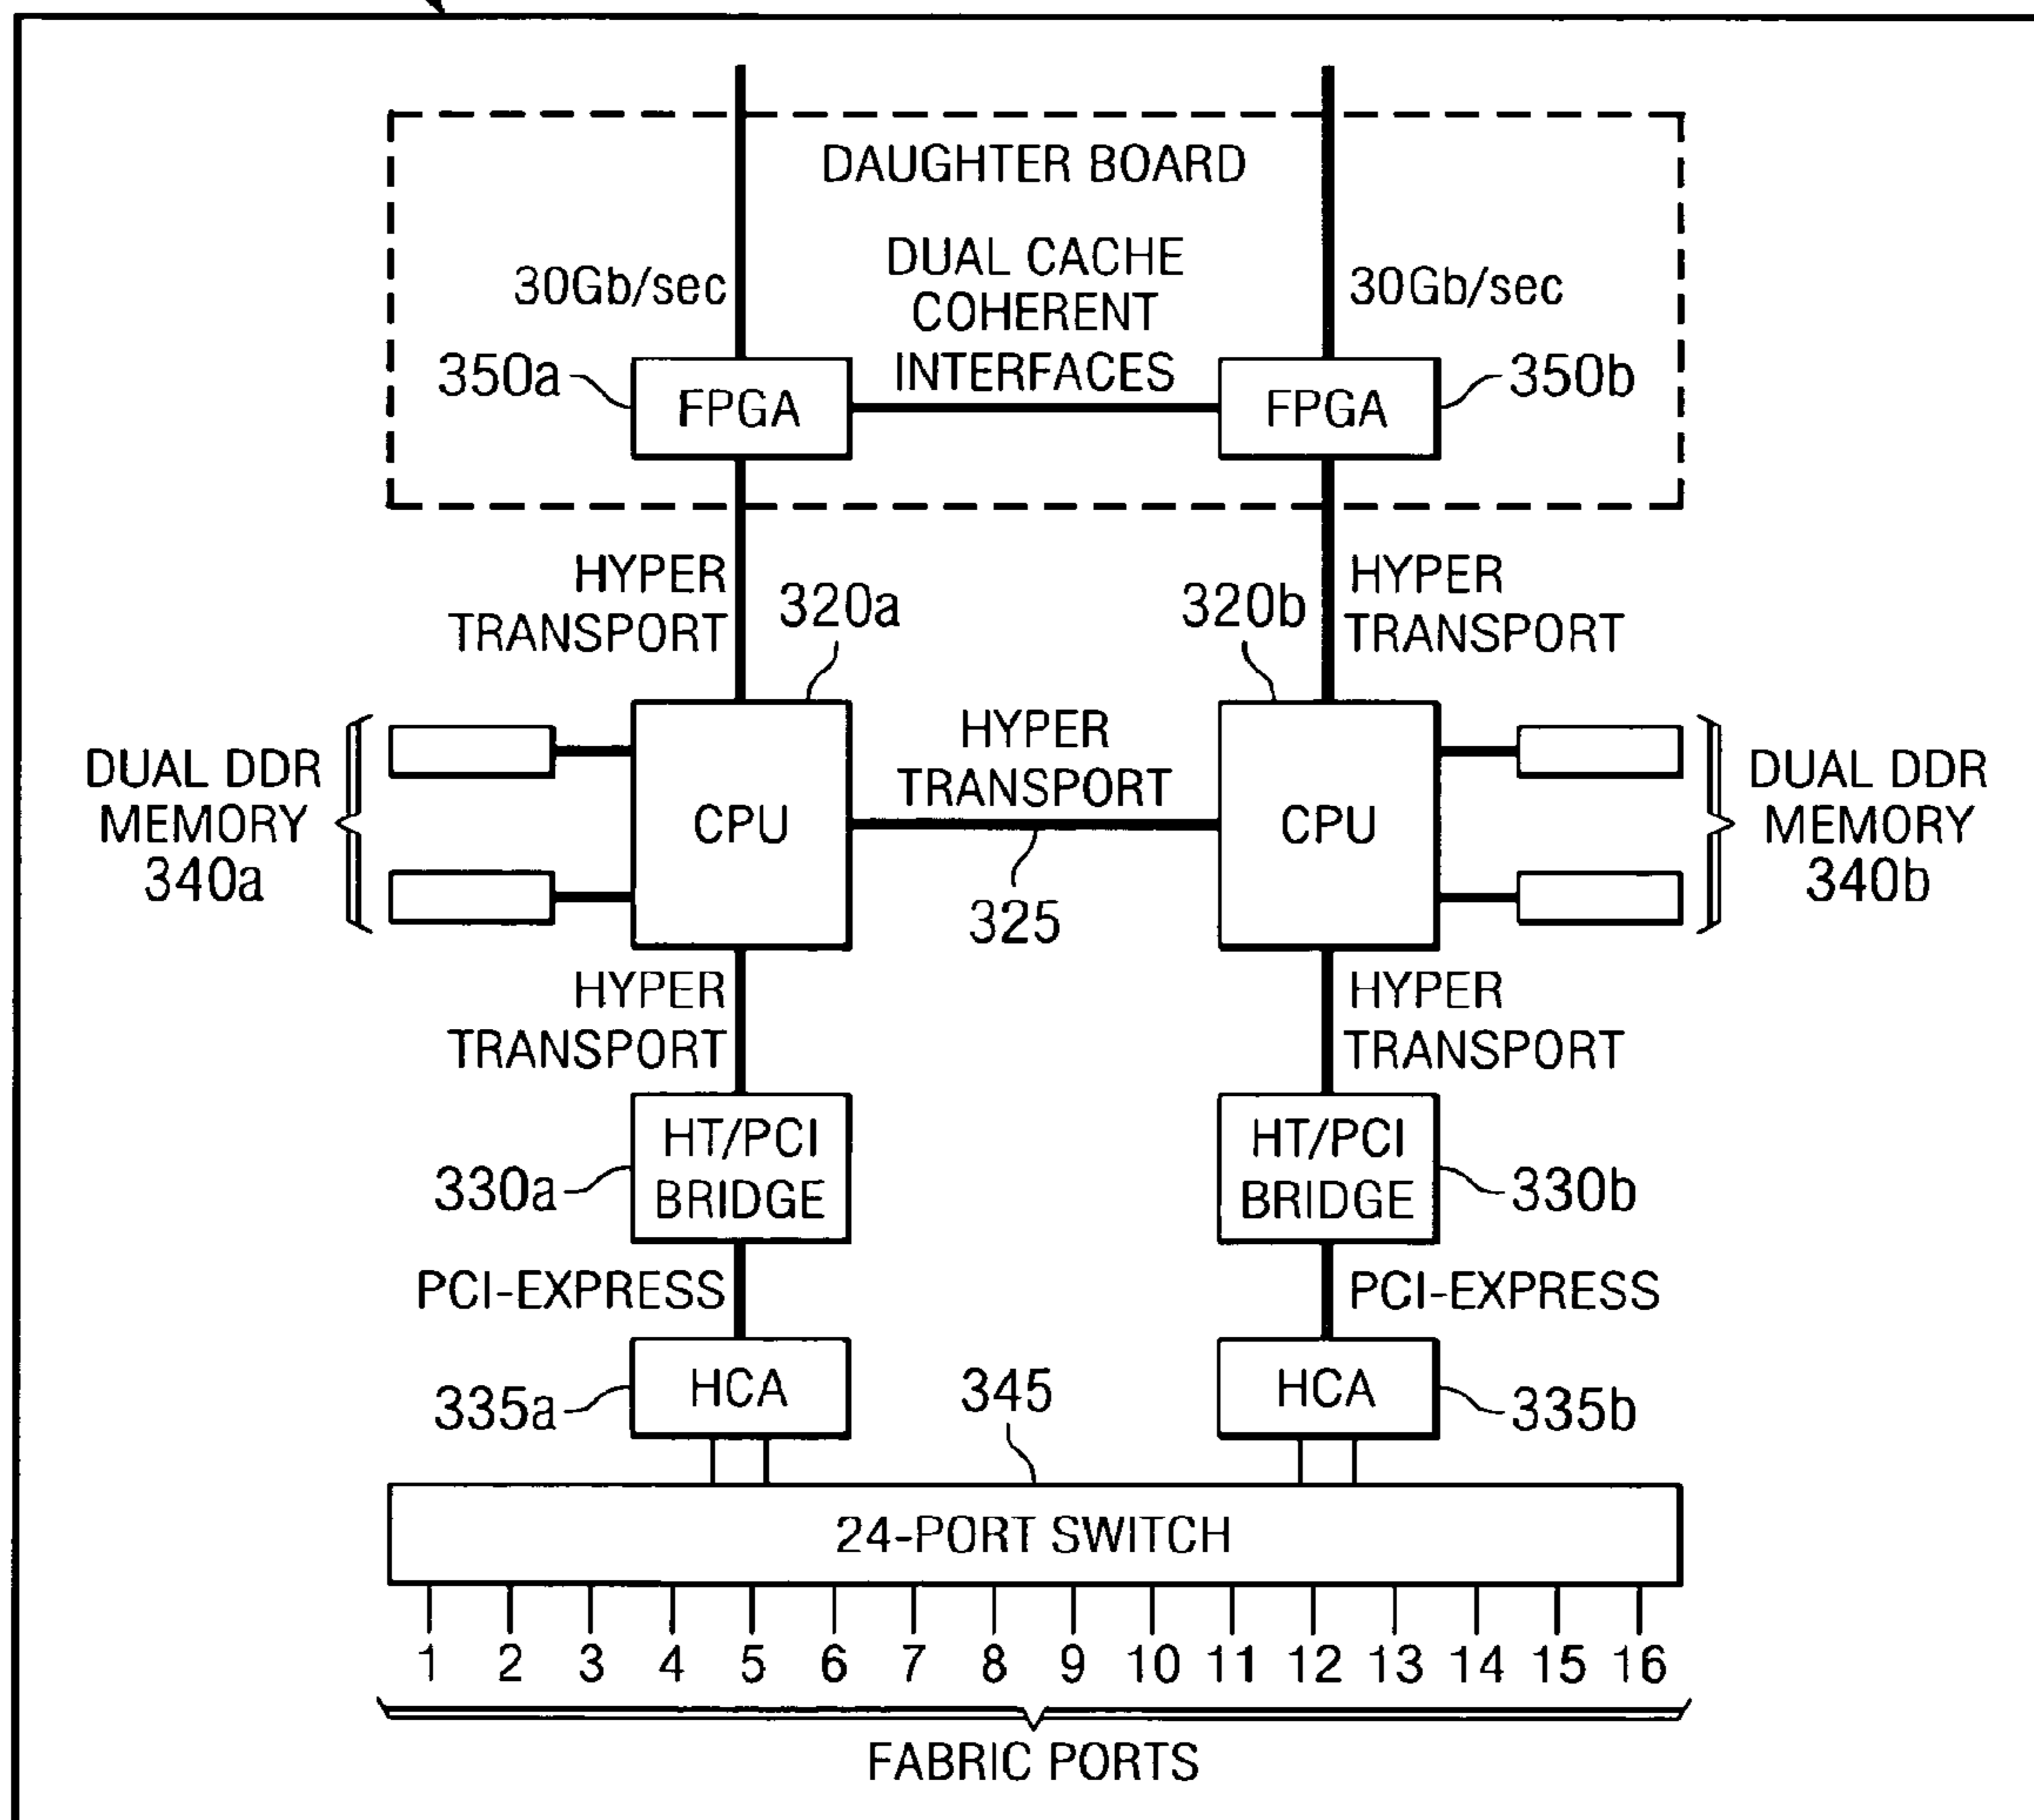 DAUGHTER BOARD
DUAL CACHE
COHERENT
INTERFACES
30Gb/sec
30Gb/sec
350a
FPGA
FPGA
350b
HYPER
TRANSPORT
320a
320b
HYPER
TRANSPORT
DUAL DDR
MEMORY
340a
CPU
HYPER
TRANSPORT
325
CPU
DUAL DDR
MEMORY
340b
HYPER
TRANSPORT
HYPER
TRANSPORT
330a
HT/PCI
BRIDGE
HT/PCI
BRIDGE
330b
PCI-EXPRESS
PCI-EXPRESS
335a
HCA
345
HCA
335b
24-PORT SWITCH
1 2 3 4 5 6 7 8 9 10 11 12 13 14 15 16
FABRIC PORTS